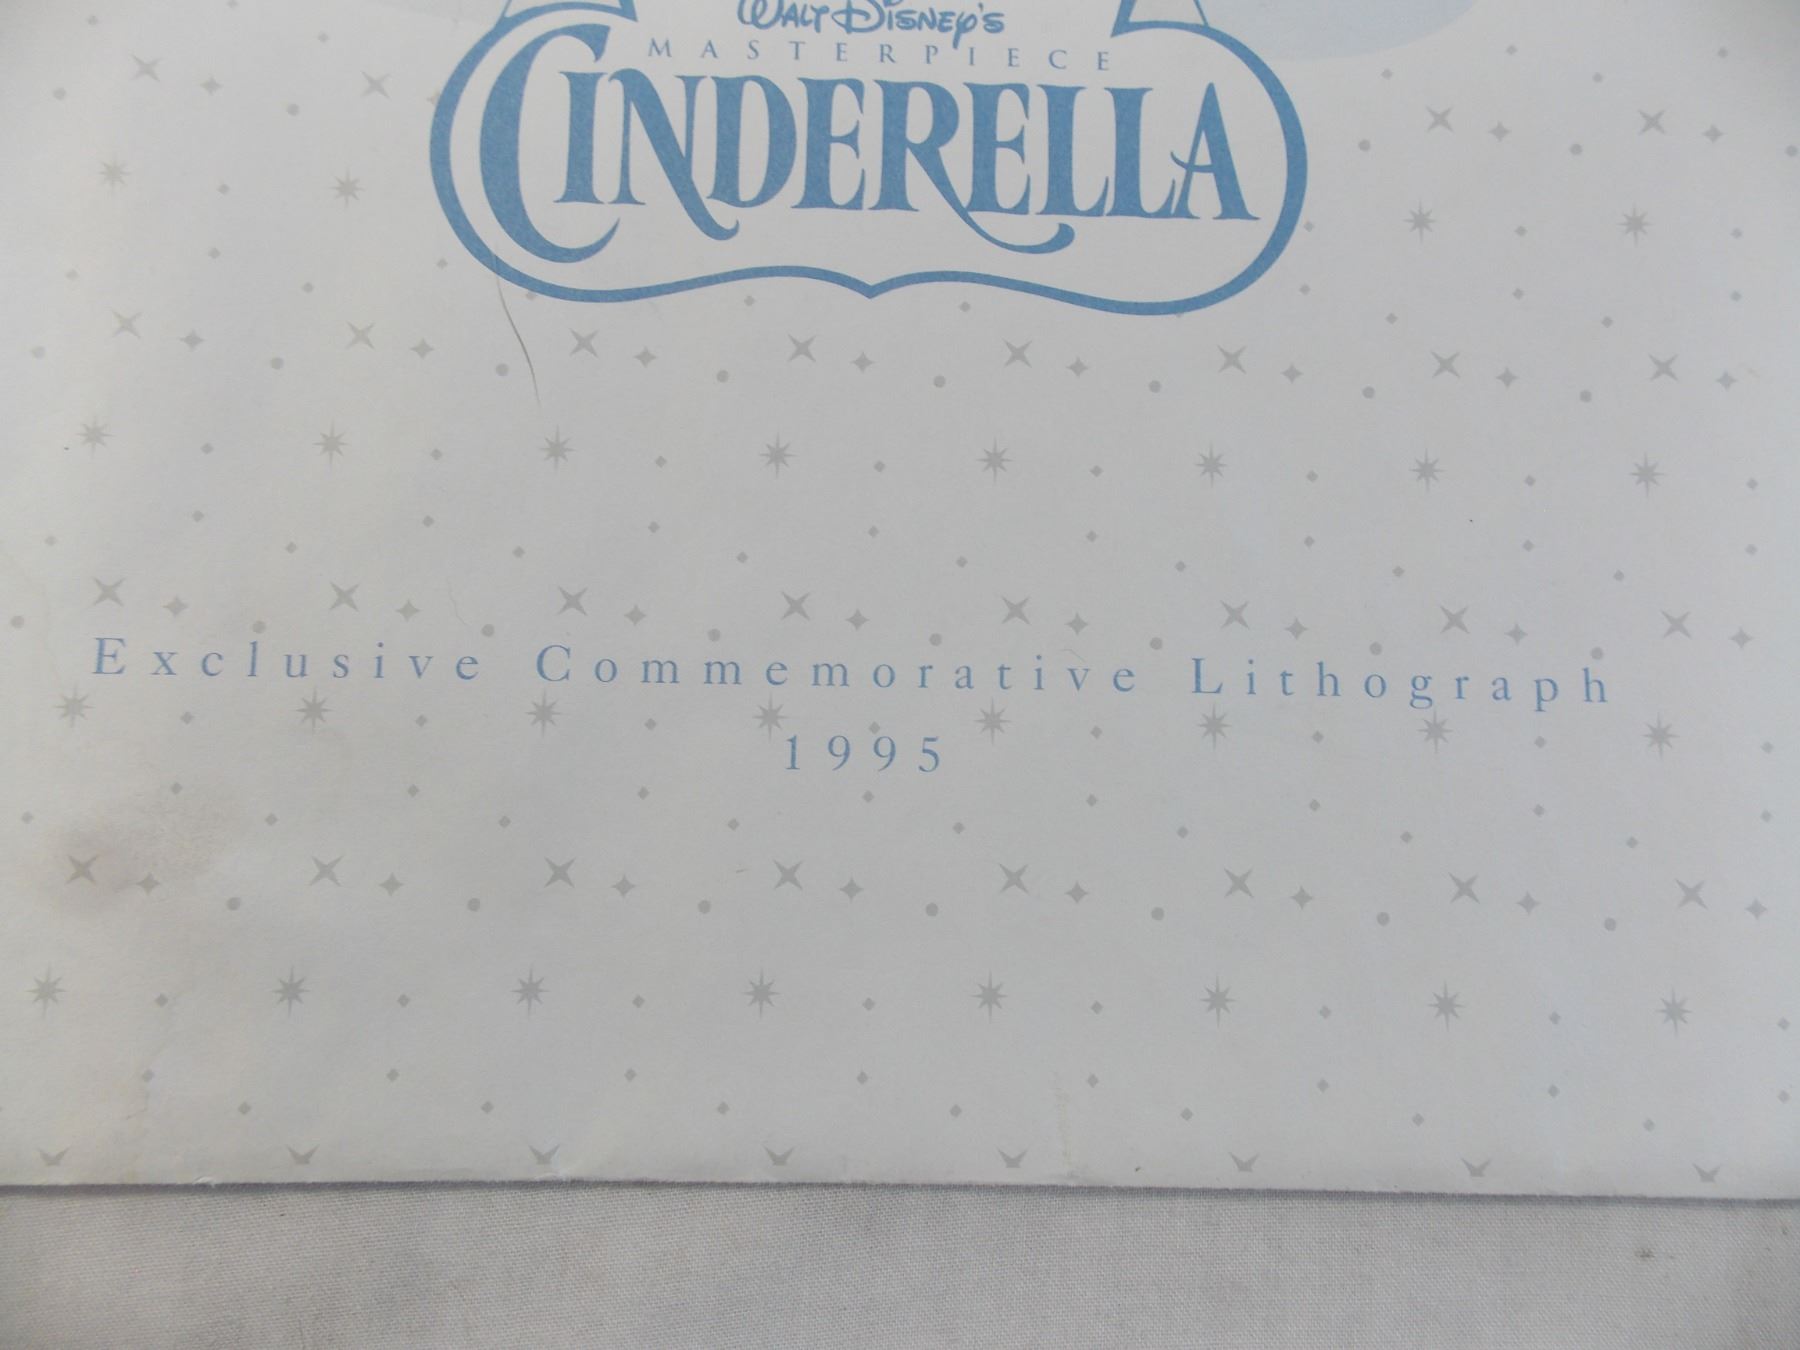 Walt Disney's
MASTERPIECE
CINDERELLA
Exclusive Commemorative Lithograph
1995